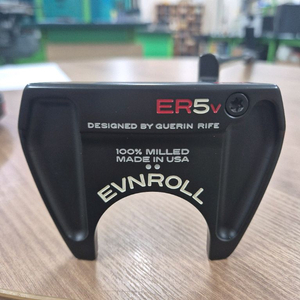 ER5v
DESIGNED BY GUERIN RIFE
100% MILLED
MADE IN USA
EVNROLL